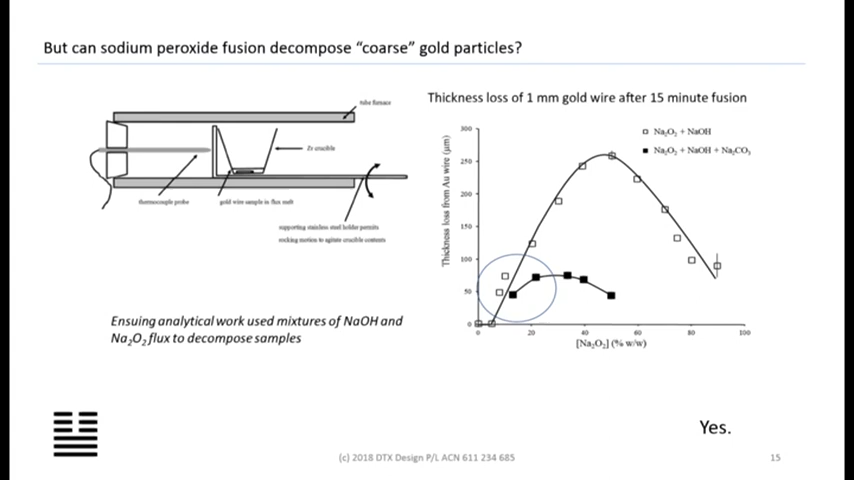 But can sodium peroxide fusion decompose “coarse” gold particles?
tube furnace
Zr crucible
thermocouple probe
gold wire sample in flux melt
supporting stainless steel holder permits
rocking motion to agitate crucible contents
Ensuing analytical work used mixtures of NaOH and
Na₂O₂ flux to decompose samples
Thickness loss of 1 mm gold wire after 15 minute fusion
Na₂O₂ + NaOH
Na₂O₂ + NaOH + Na₂CO₃
Thickness loss from Au wire (μm)
300
250
200
150
100
50
0
0
20
40
60
80
100
[Na₂O₂] (% w/w)
Yes.
(c) 2018 DTX Design P/L ACN 611 234 685
15